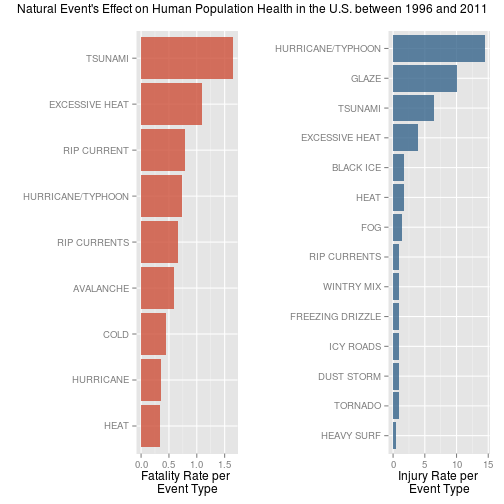 Natural Event's Effect on Human Population Health in the U.S. between 1996 and 2011
TSUNAMI
EXCESSIVE HEAT
RIP CURRENT
HURRICANE/TYPHOON
RIP CURRENTS
AVALANCHE
COLD
HURRICANE
HEAT
0.0 0.5 1.0 1.5
Fatality Rate per
Event Type
HURRICANE/TYPHOON
GLAZE
TSUNAMI
EXCESSIVE HEAT
BLACK ICE
HEAT
FOG
RIP CURRENTS
WINTRY MIX
FREEZING DRIZZLE
ICY ROADS
DUST STORM
TORNADO
HEAVY SURF
0 5 10 15
Injury Rate per
Event Type